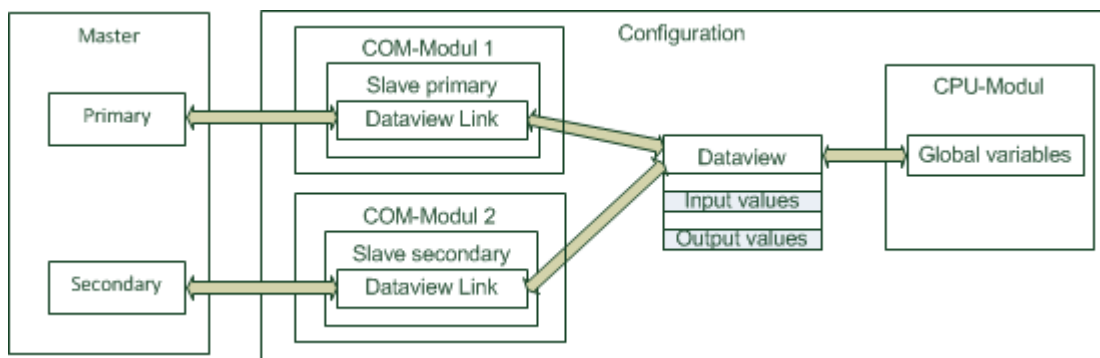 Master
Primary
Secondary
Configuration
COM-Modul 1
Slave primary
Dataview Link
COM-Modul 2
Slave secondary
Dataview Link
Dataview
Input values
Output values
CPU-Modul
Global variables